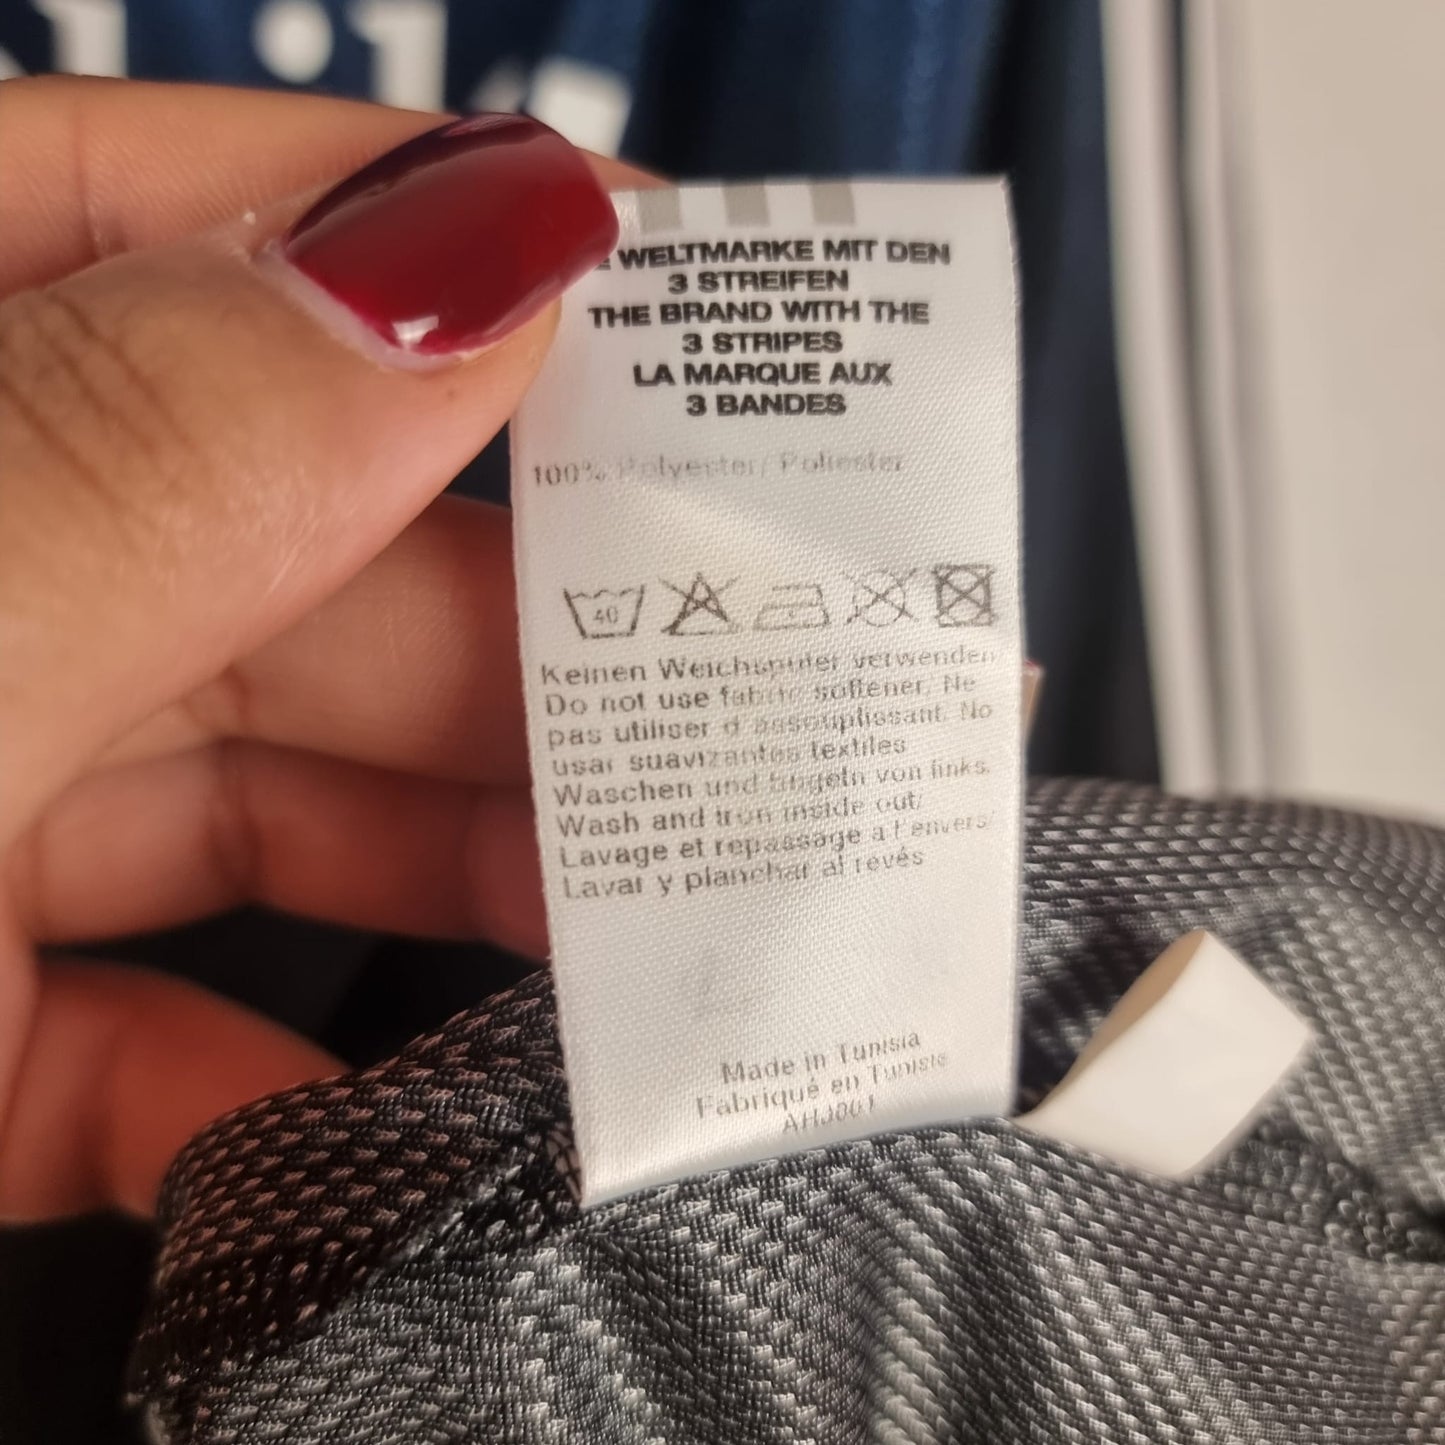 WELTMARKE MIT DEN
3 STREIFEN
THE BRAND WITH THE
3 STRIPES
LA MARQUE AUX
3 BANDES
100% Polyester/ Poliester
40
Keinen Weichspüler verwenden
Do not use fabric softener. Ne
pas utiliser d'assouplissant. No
usar suavizantes textiles
Waschen und bügeln von links.
Wash and iron inside out/
Lavage et repassage a l'envers
Lavar y planchar al revés
Made in Tunisia
Fabriqué en Tunisie
AHJ001